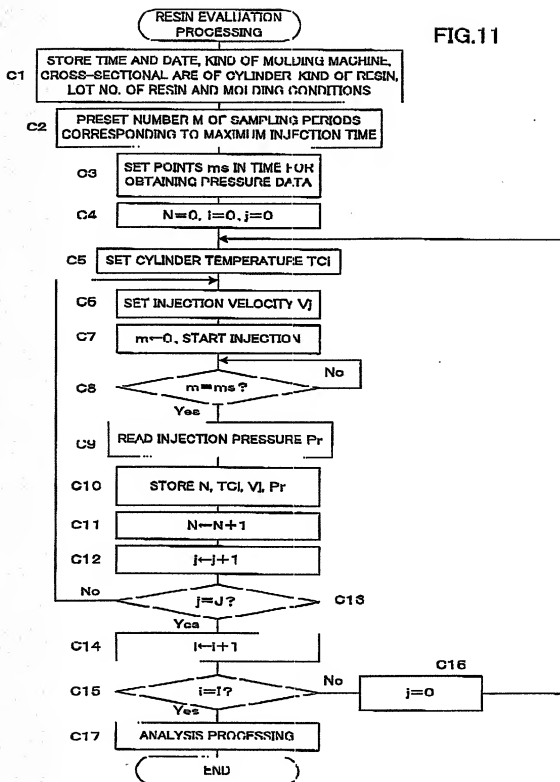 RESIN EVALUATION
PROCESSING
FIG.11
C1
STORE TIME AND DATE, KIND OF MOLDING MACHINE,
CROSS-SECTIONAL ARE OF CYLINDER KIND OF RESIN,
LOT NO. OF RESIN AND MOLDING CONDITIONS
C2
PRESET NUMBER M OF SAMPLING PERIODS
CORRESPONDING TO MAXIMUM INJECTION TIME
C3
SET POINTS ms IN TIME FOR
OBTAINING PRESSURE DATA
C4
N=0, i=0, j=0
C5
SET CYLINDER TEMPERATURE TCi
C6
SET INJECTION VELOCITY Vj
C7
m←0, START INJECTION
No
C8
m=ms?
Yes
C9
READ INJECTION PRESSURE Pr
C10
STORE N, TCi, Vj, Pr
C11
N←N+1
C12
j←j+1
No
j=J?
C13
Yes
C14
i←i+1
C16
C15
i=I?
No
j=0
Yes
C17
ANALYSIS PROCESSING
END